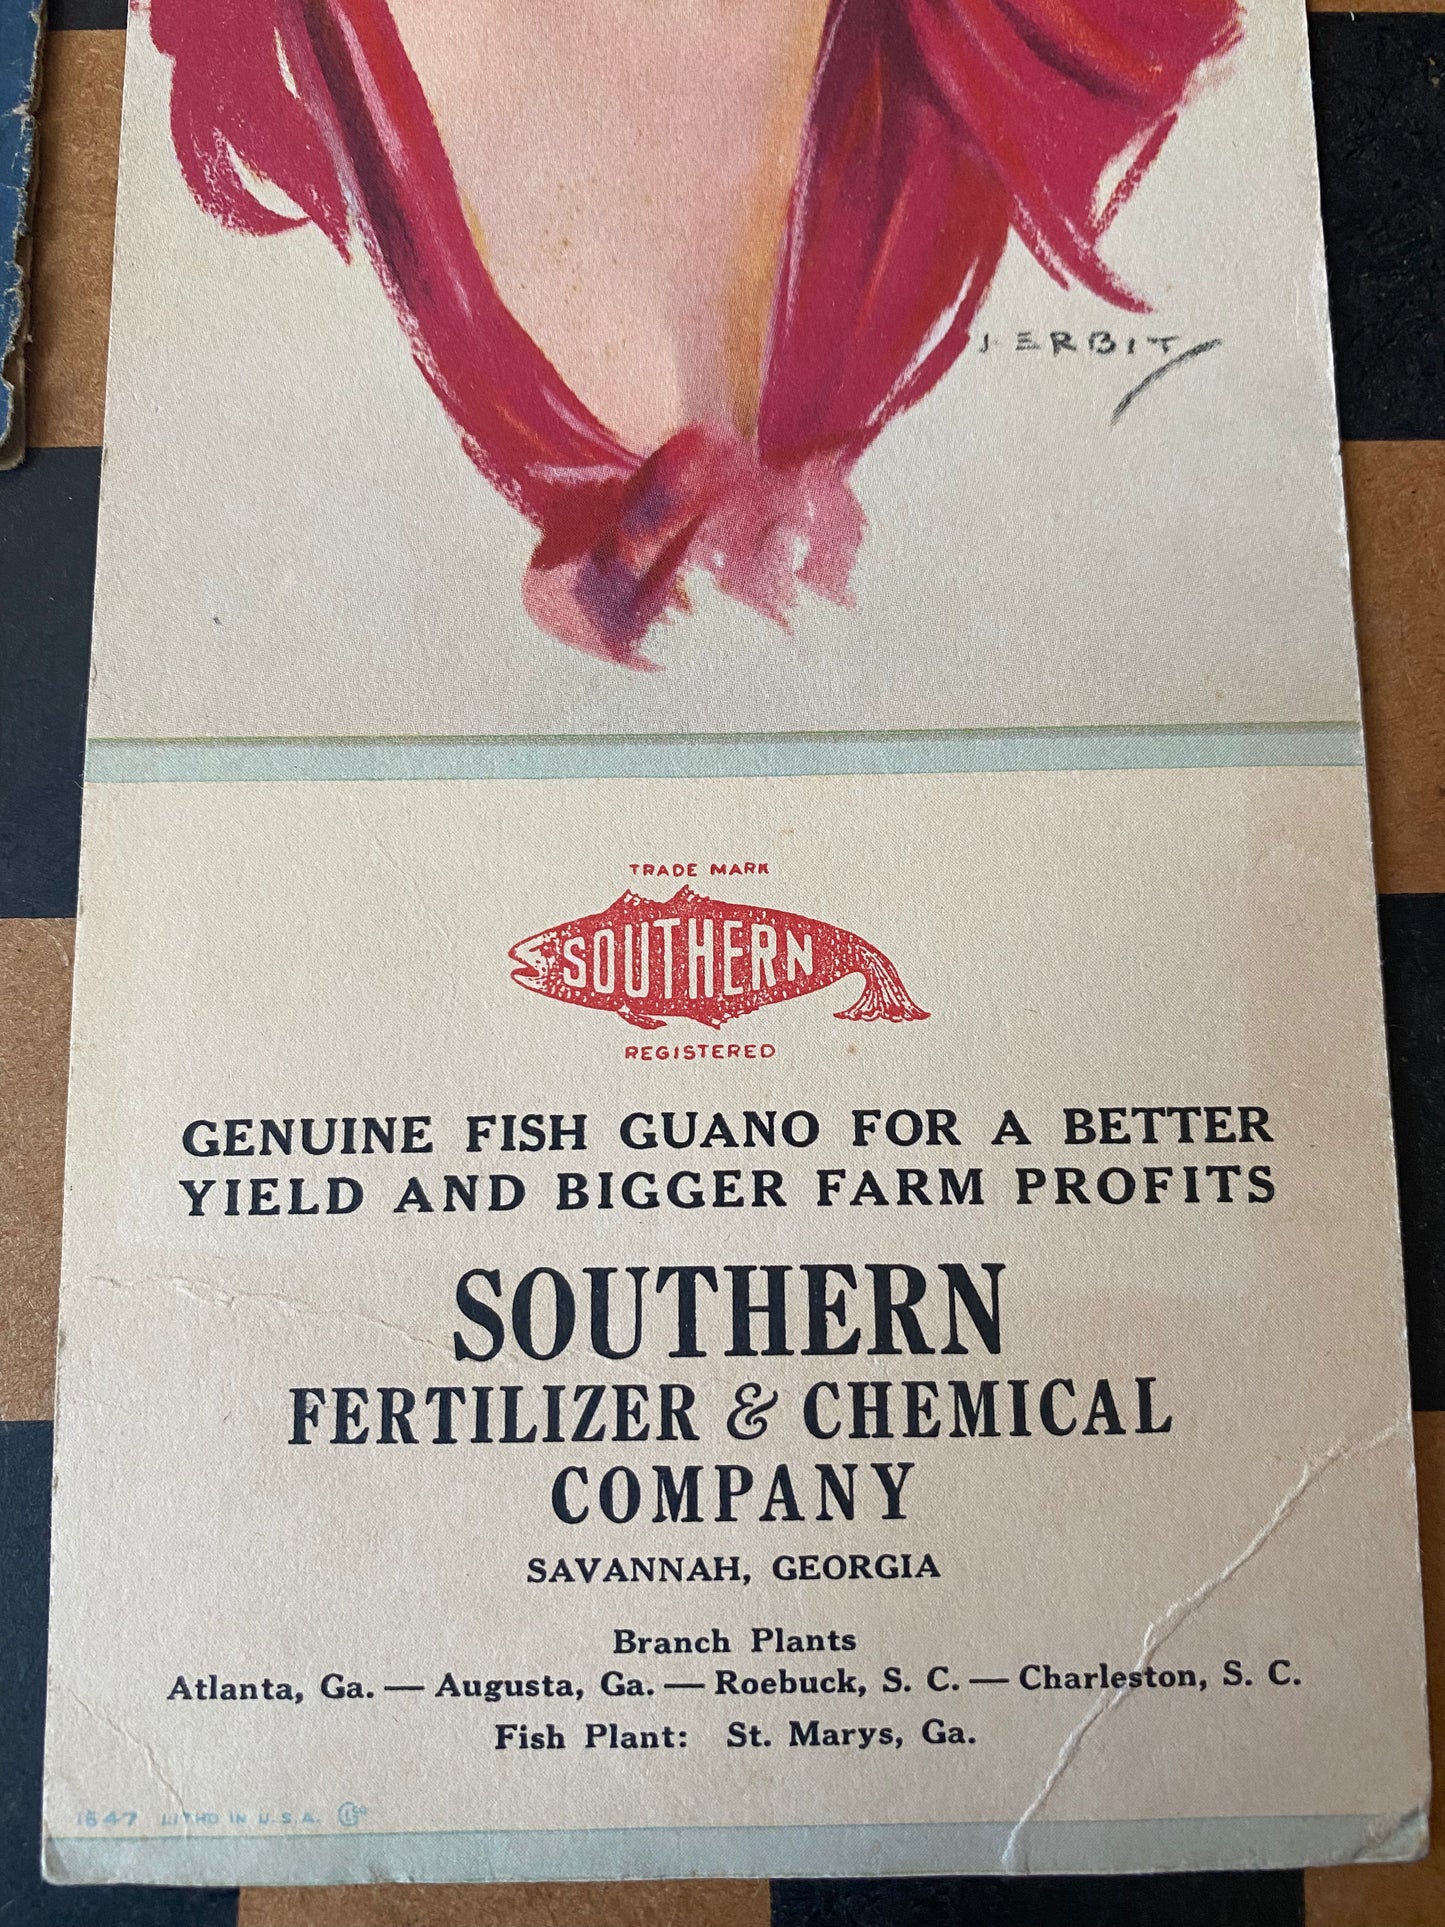 J. ERBIT
TRADE MARK
SOUTHERN
REGISTERED
GENUINE FISH GUANO FOR A BETTER
YIELD AND BIGGER FARM PROFITS
SOUTHERN
FERTILIZER & CHEMICAL
COMPANY
SAVANNAH, GEORGIA
Branch Plants
Atlanta, Ga. — Augusta, Ga. — Roebuck, S. C. — Charleston, S. C.
Fish Plant: St. Marys, Ga.
1647 LITHO IN U.S.A.